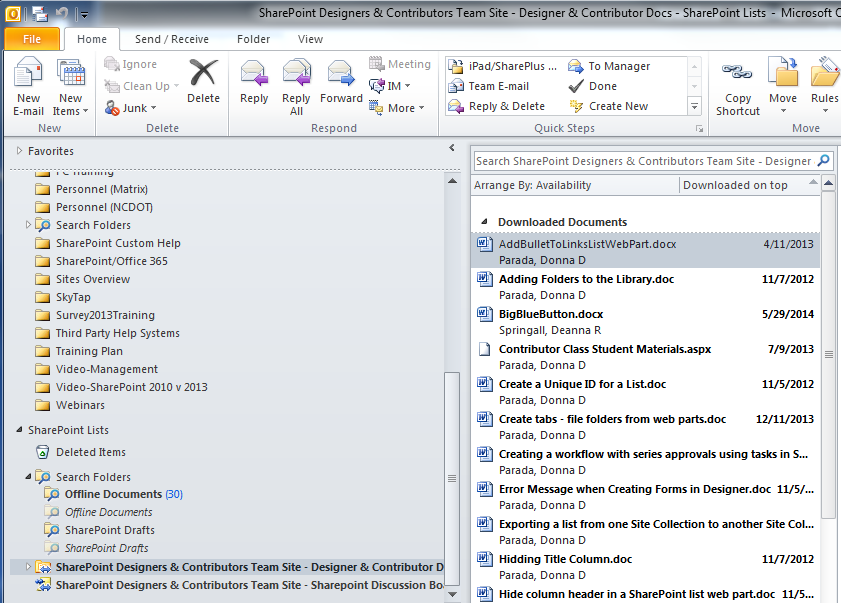 SharePoint Designers & Contributors Team Site - Designer & Contributor Docs - SharePoint Lists - Microsoft O
File Home Send / Receive Folder View
New E-mail
New Items
New
Ignore
Clean Up
Junk
Delete
Delete
Reply
Reply All
Forward
Meeting
IM
More
Respond
iPad/SharePlus ...
Team E-mail
Reply & Delete
To Manager
Done
Create New
Quick Steps
Copy Shortcut
Move
Rules
Move
Favorites
PC Training
Personnel (Matrix)
Personnel (NCDOT)
Search Folders
SharePoint Custom Help
SharePoint/Office 365
Sites Overview
SkyTap
Survey2013Training
Third Party Help Systems
Training Plan
Video-Management
Video-SharePoint 2010 v 2013
Webinars
SharePoint Lists
Deleted Items
Search Folders
Offline Documents (30)
Offline Documents
SharePoint Drafts
SharePoint Drafts
SharePoint Designers & Contributors Team Site - Designer & Contributor D
SharePoint Designers & Contributors Team Site - Sharepoint Discussion Bo
Search SharePoint Designers & Contributors Team Site - Designer
Arrange By: Availability Downloaded on top
Downloaded Documents
AddBulletToLinksListWebPart.docx 4/11/2013
Parada, Donna D
Adding Folders to the Library.doc 11/7/2012
Parada, Donna D
BigBlueButton.docx 5/29/2014
Springall, Deanna R
Contributor Class Student Materials.aspx 7/9/2013
Parada, Donna D
Create a Unique ID for a List.doc 11/5/2012
Parada, Donna D
Create tabs - file folders from web parts.doc 12/11/2013
Parada, Donna D
Creating a workflow with series approvals using tasks in S...
Parada, Donna D
Error Message when Creating Forms in Designer.doc 11/5/...
Parada, Donna D
Exporting a list from one Site Collection to another Site Col...
Parada, Donna D
Hidding Title Column.doc 11/7/2012
Parada, Donna D
Hide column header in a SharePoint list web part.doc 11/5...